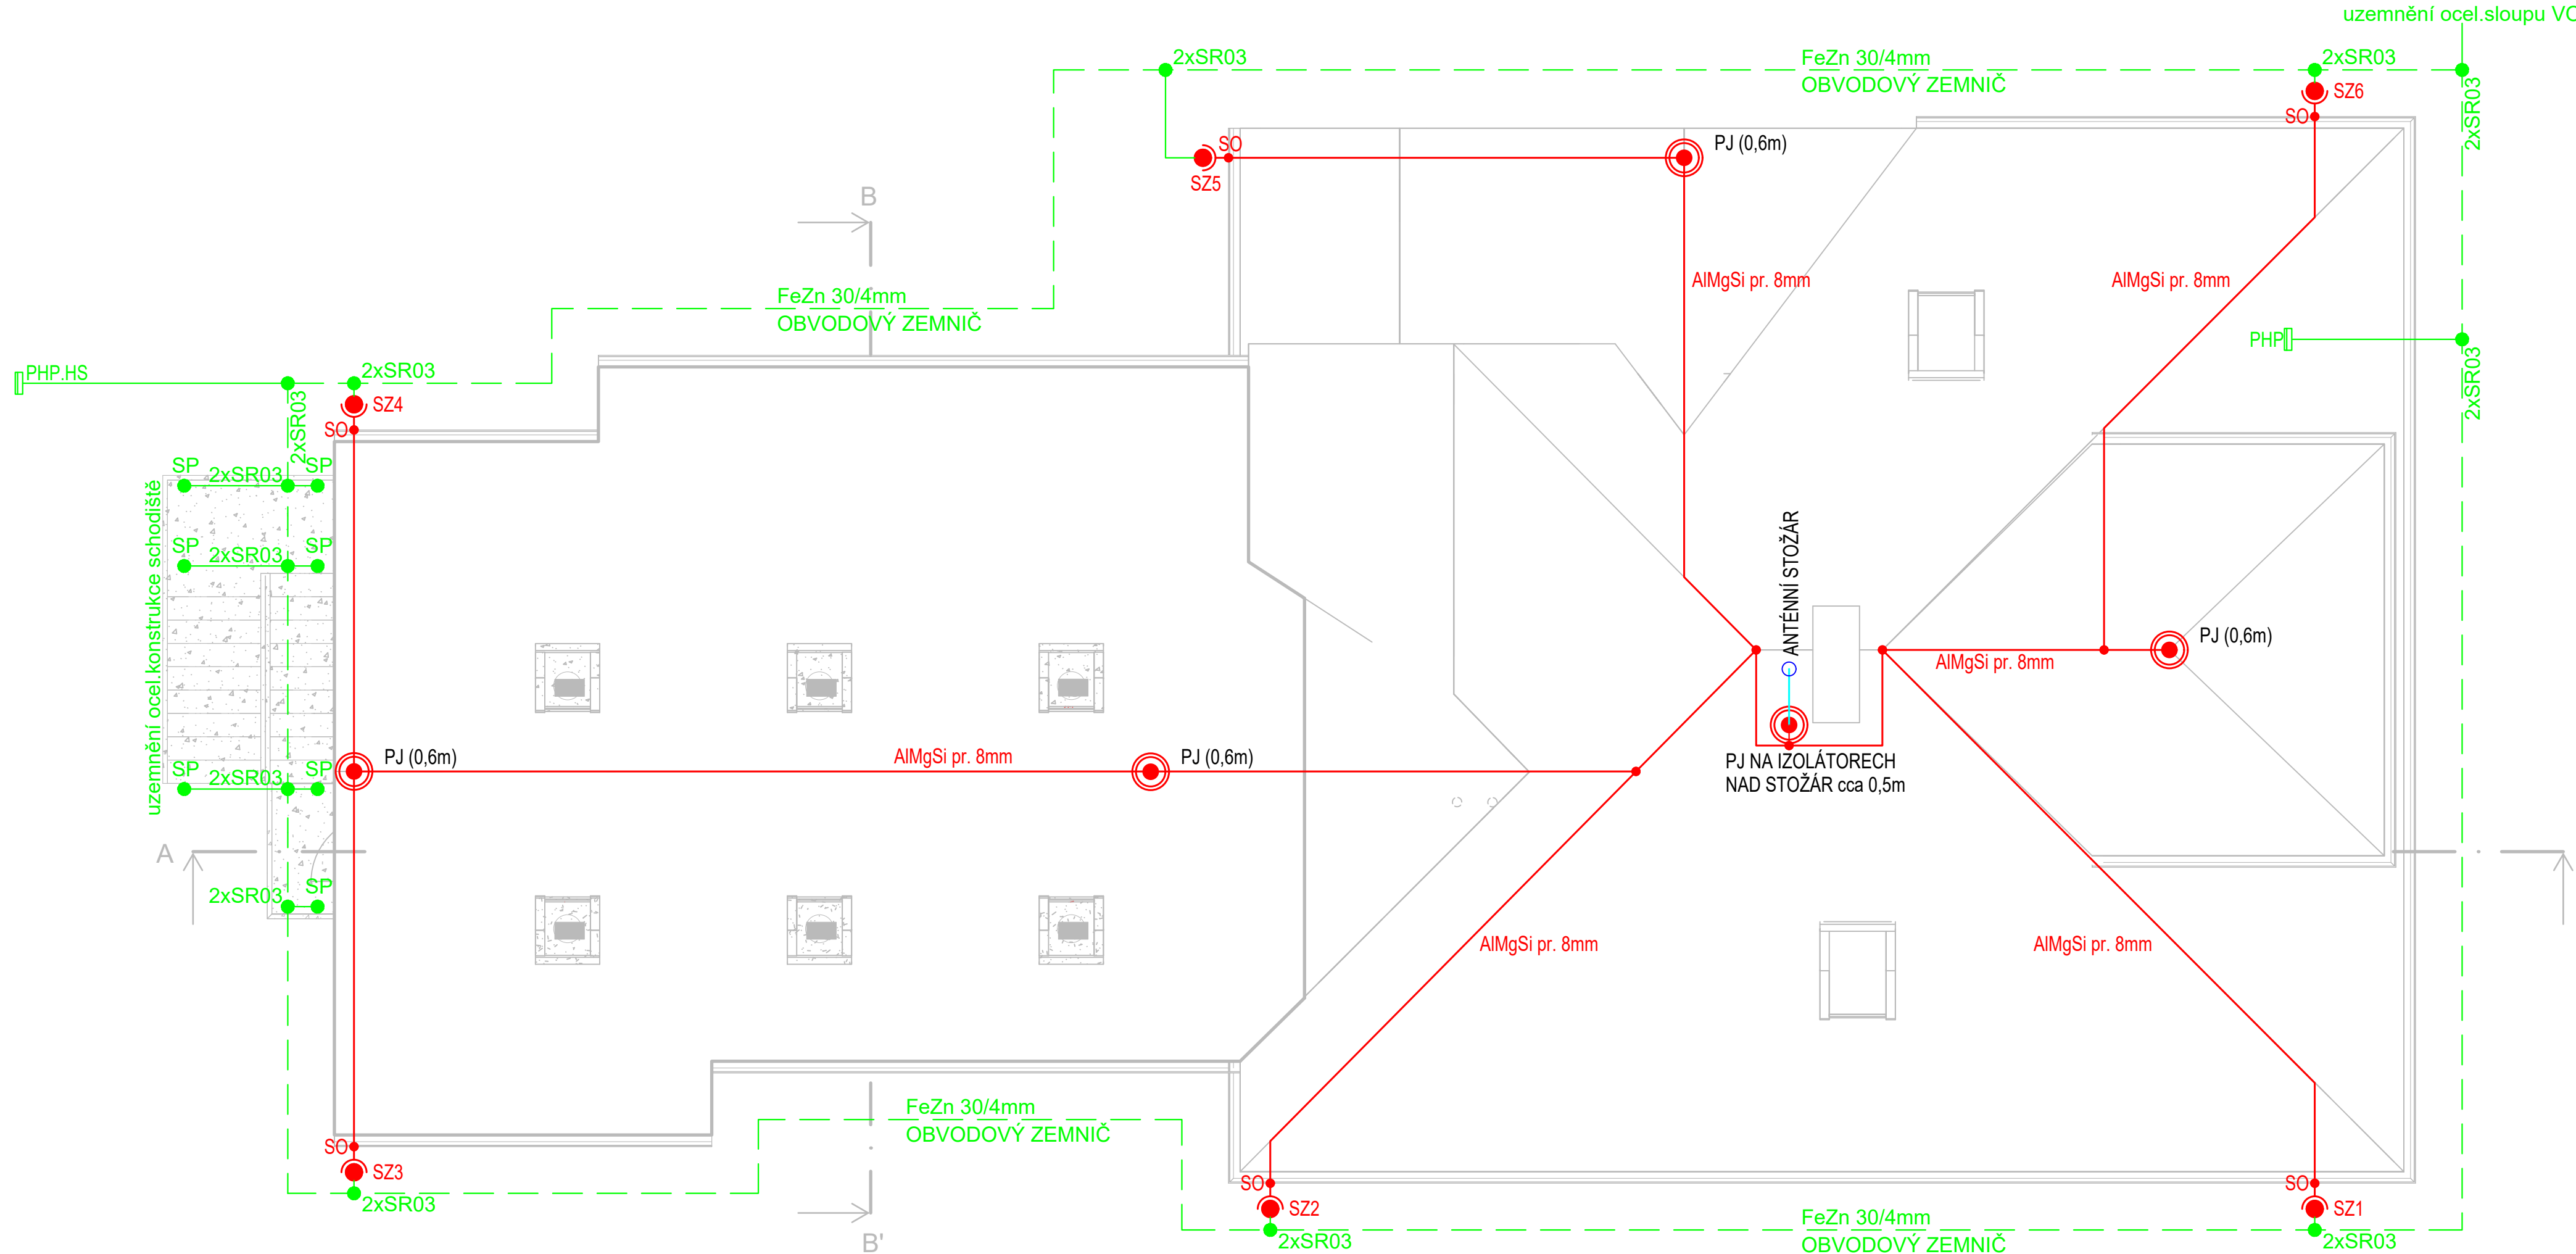 uzemnění ocel.sloupu VO
2xSR03
FeZn 30/4mm
OBVODOVÝ ZEMNIČ
2xSR03
2xSR03
SZ6
SO
SO
SZ5
PJ (0,6m)
B
AlMgSi pr. 8mm
AlMgSi pr. 8mm
FeZn 30/4mm
OBVODOVÝ ZEMNIČ
PHP
2xSR03
PHP.HS
2xSR03
SZ4
SO
2xSR03
SP
2xSR03
SP
SP
2xSR03
SP
uzemnění ocel.konstrukce schodiště
ANTÉNNÍ STOŽÁR
PJ (0,6m)
AlMgSi pr. 8mm
PJ (0,6m)
AlMgSi pr. 8mm
PJ (0,6m)
PJ NA IZOLÁTORECH
NAD STOŽÁR cca 0,5m
SP
2xSR03
SP
A
2xSR03
SP
AlMgSi pr. 8mm
AlMgSi pr. 8mm
FeZn 30/4mm
OBVODOVÝ ZEMNIČ
SO
SZ3
2xSR03
SO
SZ2
2xSR03
SO
SZ1
FeZn 30/4mm
OBVODOVÝ ZEMNIČ
2xSR03
B'